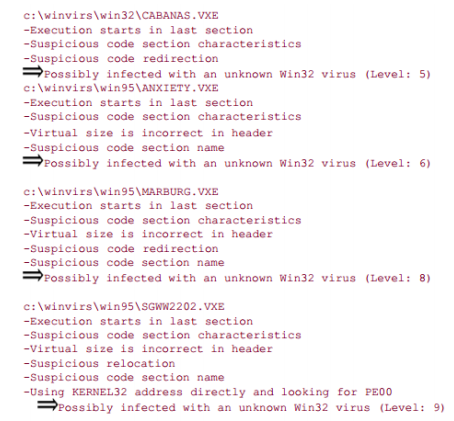 c:\winvirs\win32\CABANAS.VXE
-Execution starts in last section
-Suspicious code section characteristics
-Suspicious code redirection
⇒Possibly infected with an unknown Win32 virus (Level: 5)
c:\winvirs\win95\ANXIETY.VXE
-Execution starts in last section
-Suspicious code section characteristics
-Virtual size is incorrect in header
-Suspicious code section name
⇒Possibly infected with an unknown Win32 virus (Level: 6)
c:\winvirs\win95\MARBURG.VXE
-Execution starts in last section
-Suspicious code section characteristics
-Virtual size is incorrect in header
-Suspicious code redirection
-Suspicious code section name
⇒Possibly infected with an unknown Win32 virus (Level: 8)
c:\winvirs\win95\SGWW2202.VXE
-Execution starts in last section
-Suspicious code section characteristics
-Virtual size is incorrect in header
-Suspicious relocation
-Suspicious code section name
-Using KERNEL32 address directly and looking for PE00
⇒Possibly infected with an unknown Win32 virus (Level: 9)